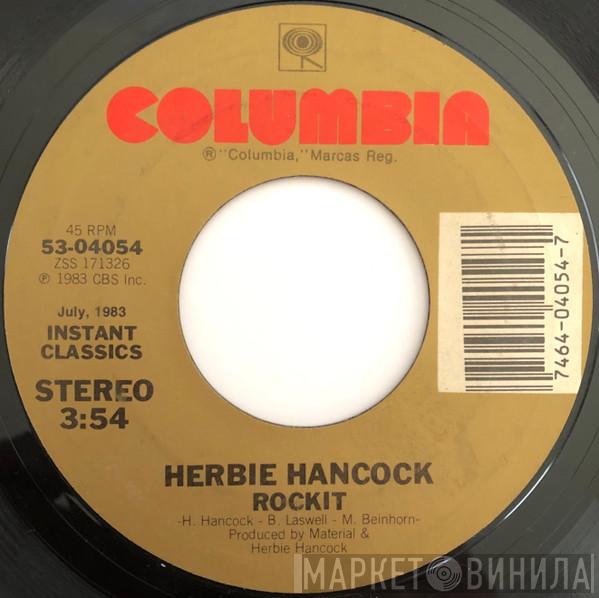 COLUMBIA
®"Columbia," Marcas Reg.
45 RPM
53-04054
ZSS 171326
℗ 1983 CBS Inc.
July, 1983
INSTANT
CLASSICS
STEREO
3:54
7464-04054-7
HERBIE HANCOCK
ROCKIT
-H. Hancock - B. Laswell - M. Beinhorn-
Produced by Material &
Herbie Hancock
МАРКЕТ ВИНИЛА